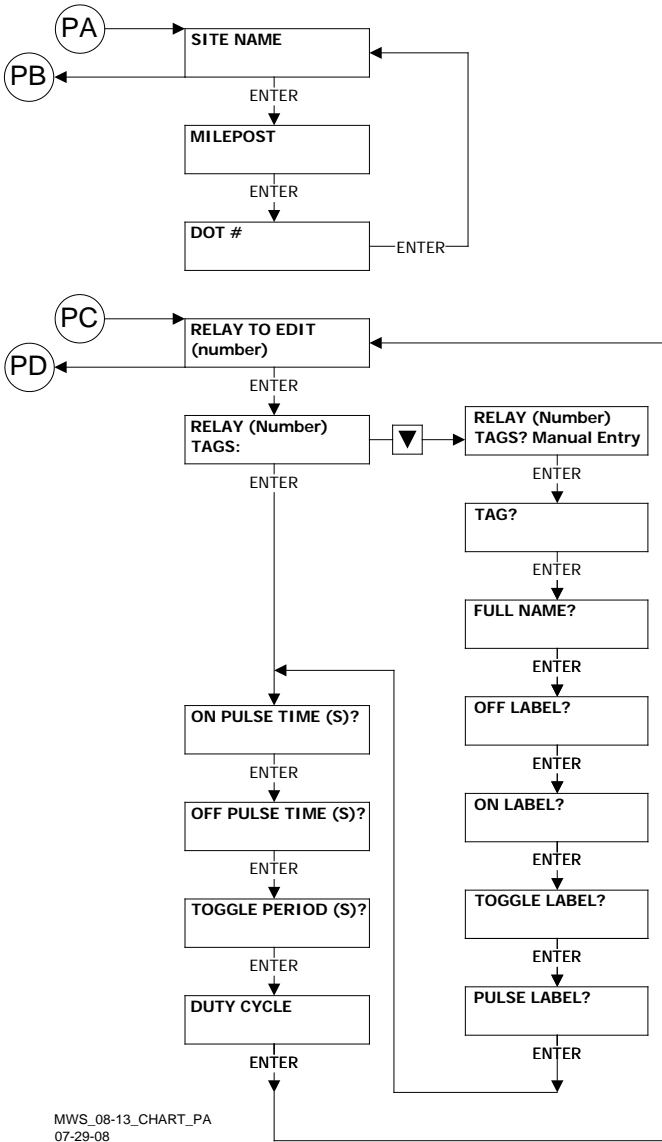 PA
SITE NAME
PB
ENTER
MILEPOST
ENTER
DOT #
ENTER
PC
RELAY TO EDIT
(number)
PD
ENTER
RELAY (Number)
TAGS:
ENTER
RELAY (Number)
TAGS? Manual Entry
ENTER
TAG?
ENTER
FULL NAME?
ENTER
OFF LABEL?
ENTER
ON LABEL?
ENTER
TOGGLE LABEL?
ENTER
PULSE LABEL?
ENTER
ON PULSE TIME (S)?
ENTER
OFF PULSE TIME (S)?
ENTER
TOGGLE PERIOD (S)?
ENTER
DUTY CYCLE
ENTER
MWS_08-13_CHART_PA
07-29-08